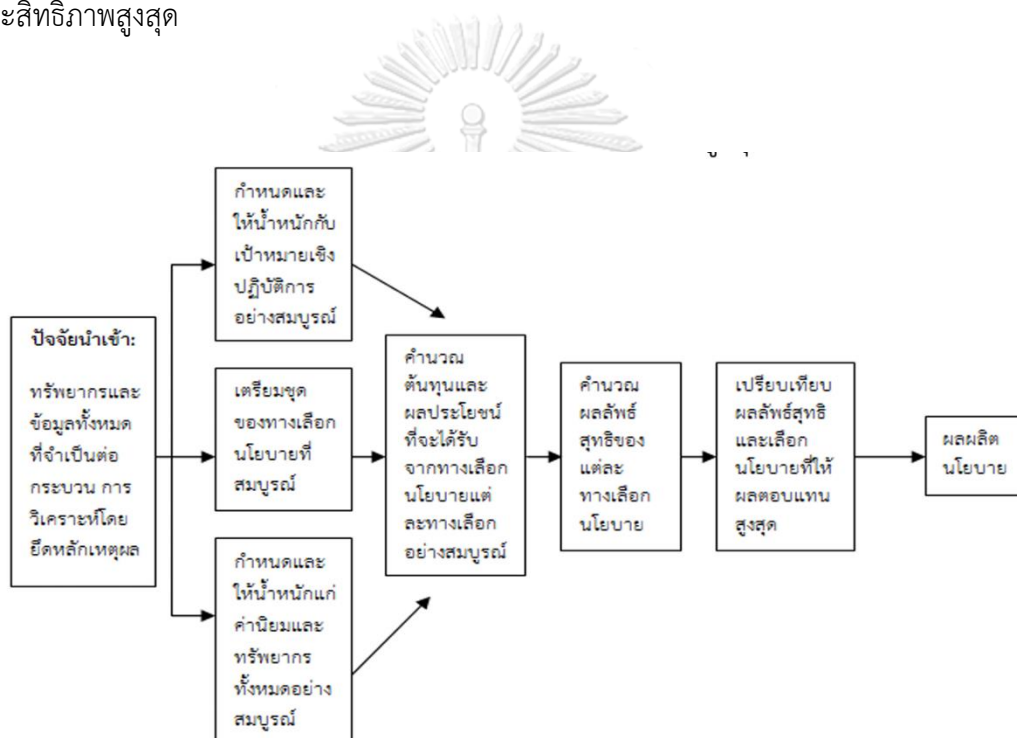 ะสิทธิภาพสูงสุด
กำหนดและ
ให้น้ำหนักกับ
เป้าหมายเชิง
ปฏิบัติการ
อย่างสมบูรณ์
ปัจจัยนำเข้า:
ทรัพยากรและ
ข้อมูลทั้งหมด
ที่จำเป็นต่อ
กระบวน การ
วิเคราะห์โดย
ยึดหลักเหตุผล
เตรียมชุด
ของทางเลือก
นโยบายที่
สมบูรณ์
กำหนดและ
ให้น้ำหนักแก่
ค่านิยมและ
ทรัพยากร
ทั้งหมดอย่าง
สมบูรณ์
คำนวณ
ต้นทุนและ
ผลประโยชน์
ที่จะได้รับ
จากทางเลือก
นโยบายแต่
ละทางเลือก
อย่างสมบูรณ์
คำนวณ
ผลลัพธ์
สุทธิของ
แต่ละ
ทางเลือก
นโยบาย
เปรียบเทียบ
ผลลัพธ์สุทธิ
และเลือก
นโยบายที่ให้
ผลตอบแทน
สูงสุด
ผลผลิต
นโยบาย